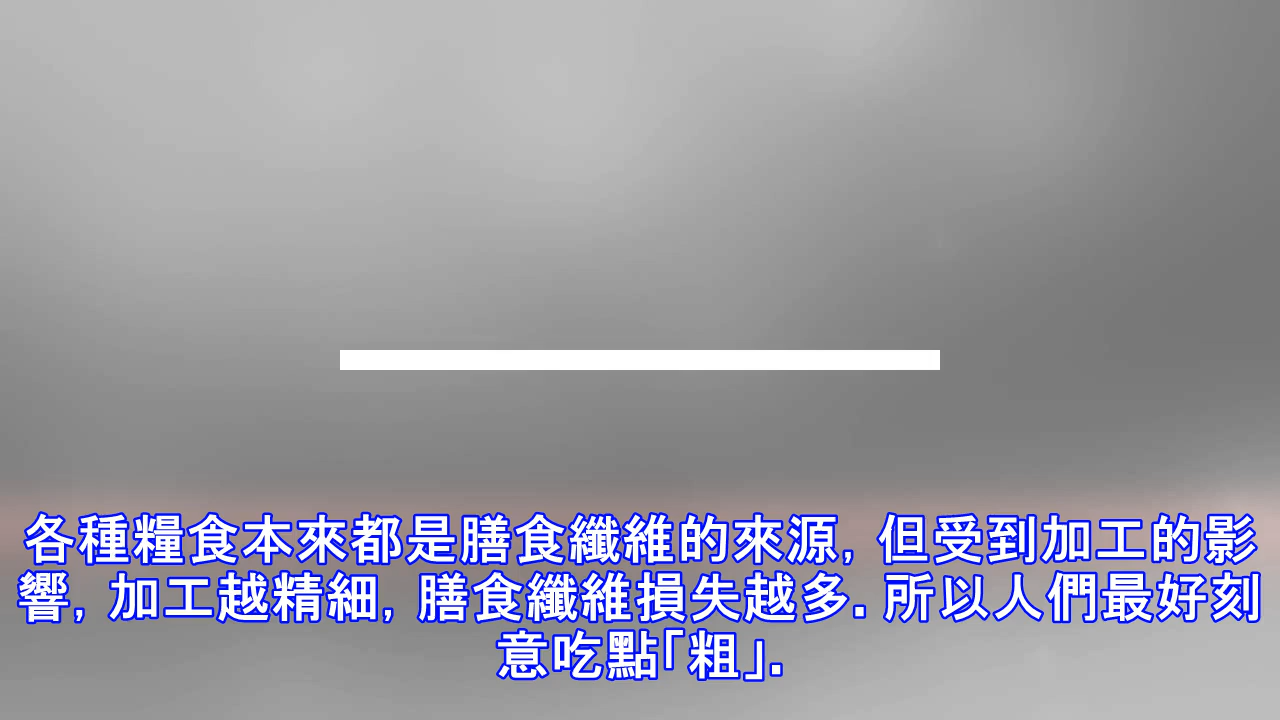 各種糧食本來都是膳食纖維的來源, 但受到加工的影
響, 加工越精細, 膳食纖維損失越多. 所以人們最好刻
意吃點「粗」.